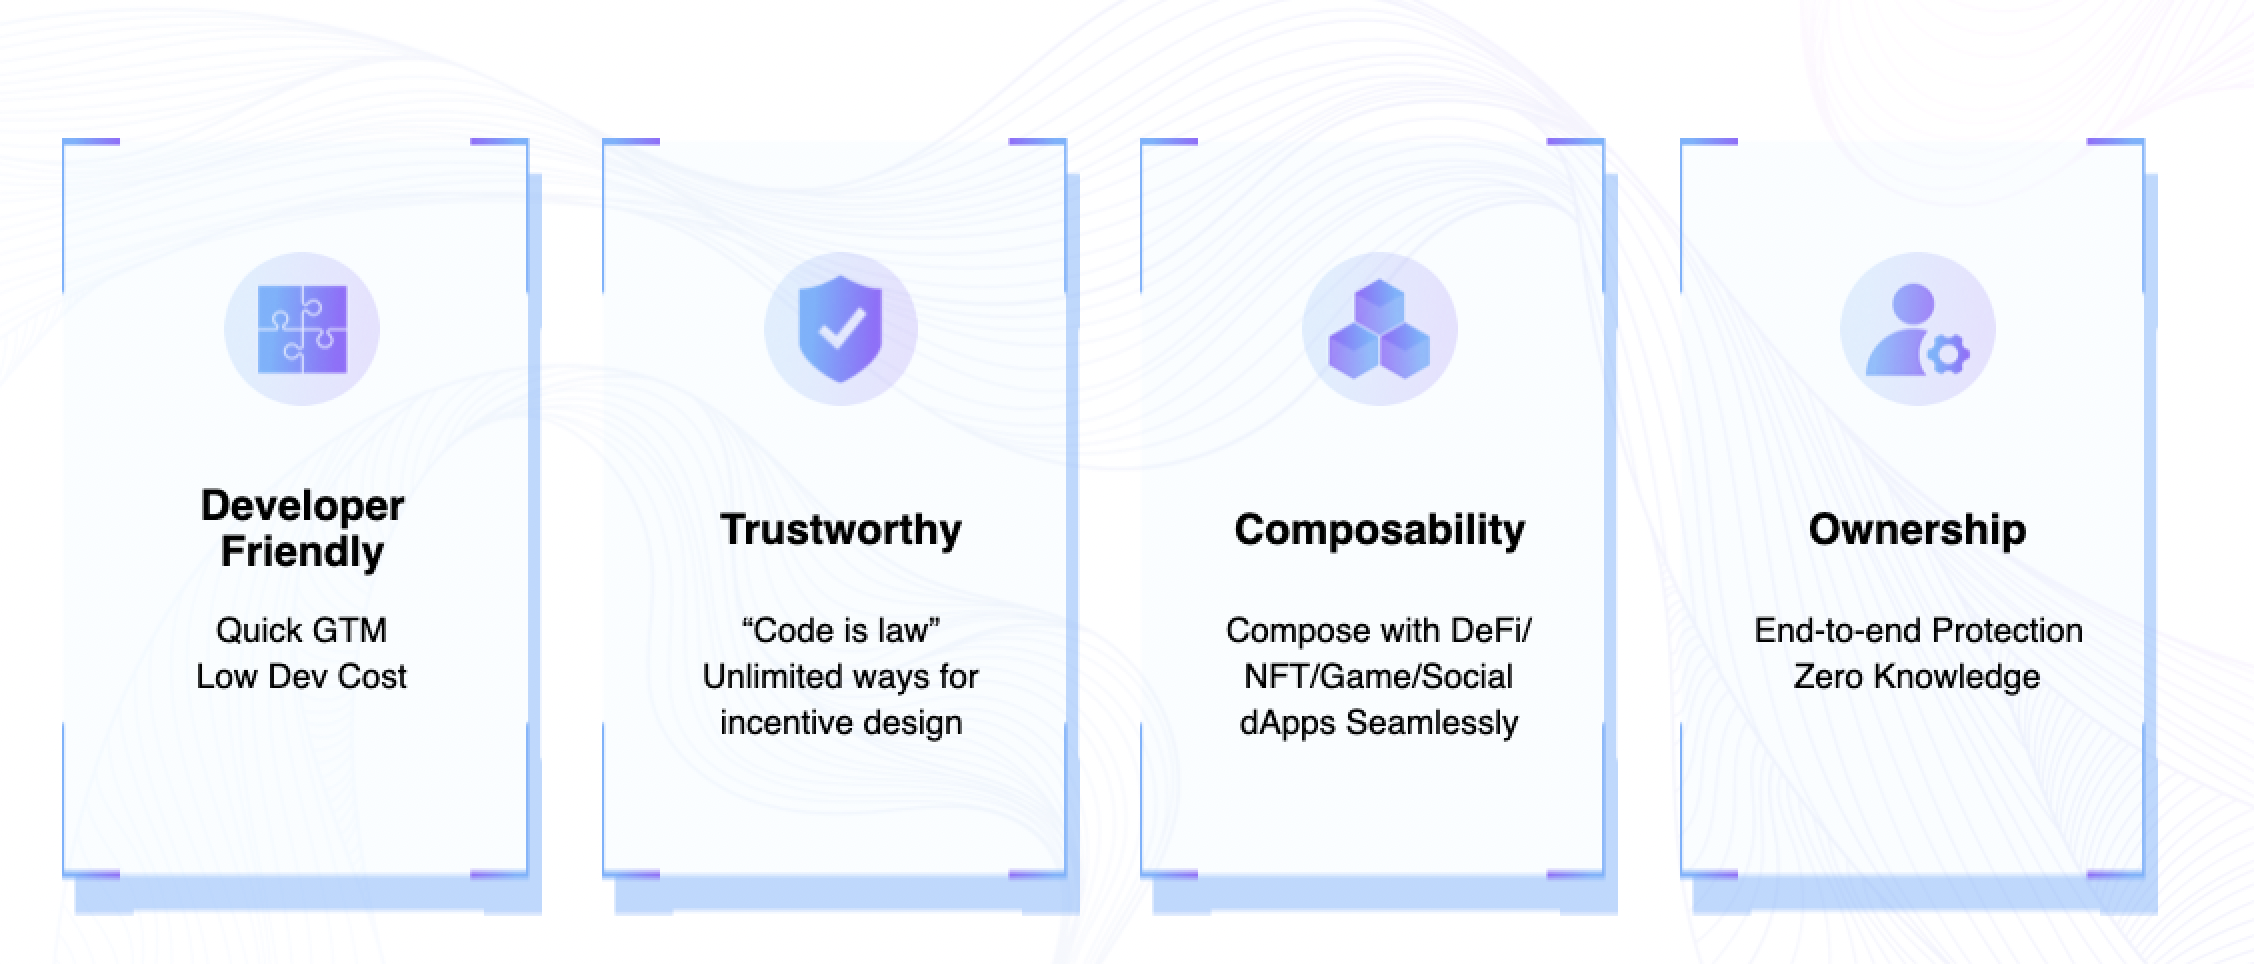 Developer
Friendly
Quick GTM
Low Dev Cost
Trustworthy
“Code is law”
Unlimited ways for
incentive design
Composability
Compose with DeFi/
NFT/Game/Social
dApps Seamlessly
Ownership
End-to-end Protection
Zero Knowledge